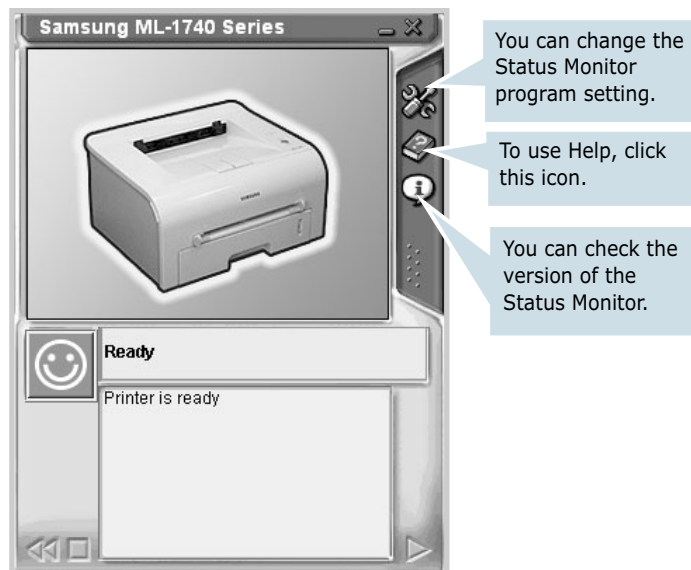 Samsung ML-1740 Series
You can change the
Status Monitor
program setting.
To use Help, click
this icon.
You can check the
version of the
Status Monitor.
SAMSUNG
Ready
Printer is ready